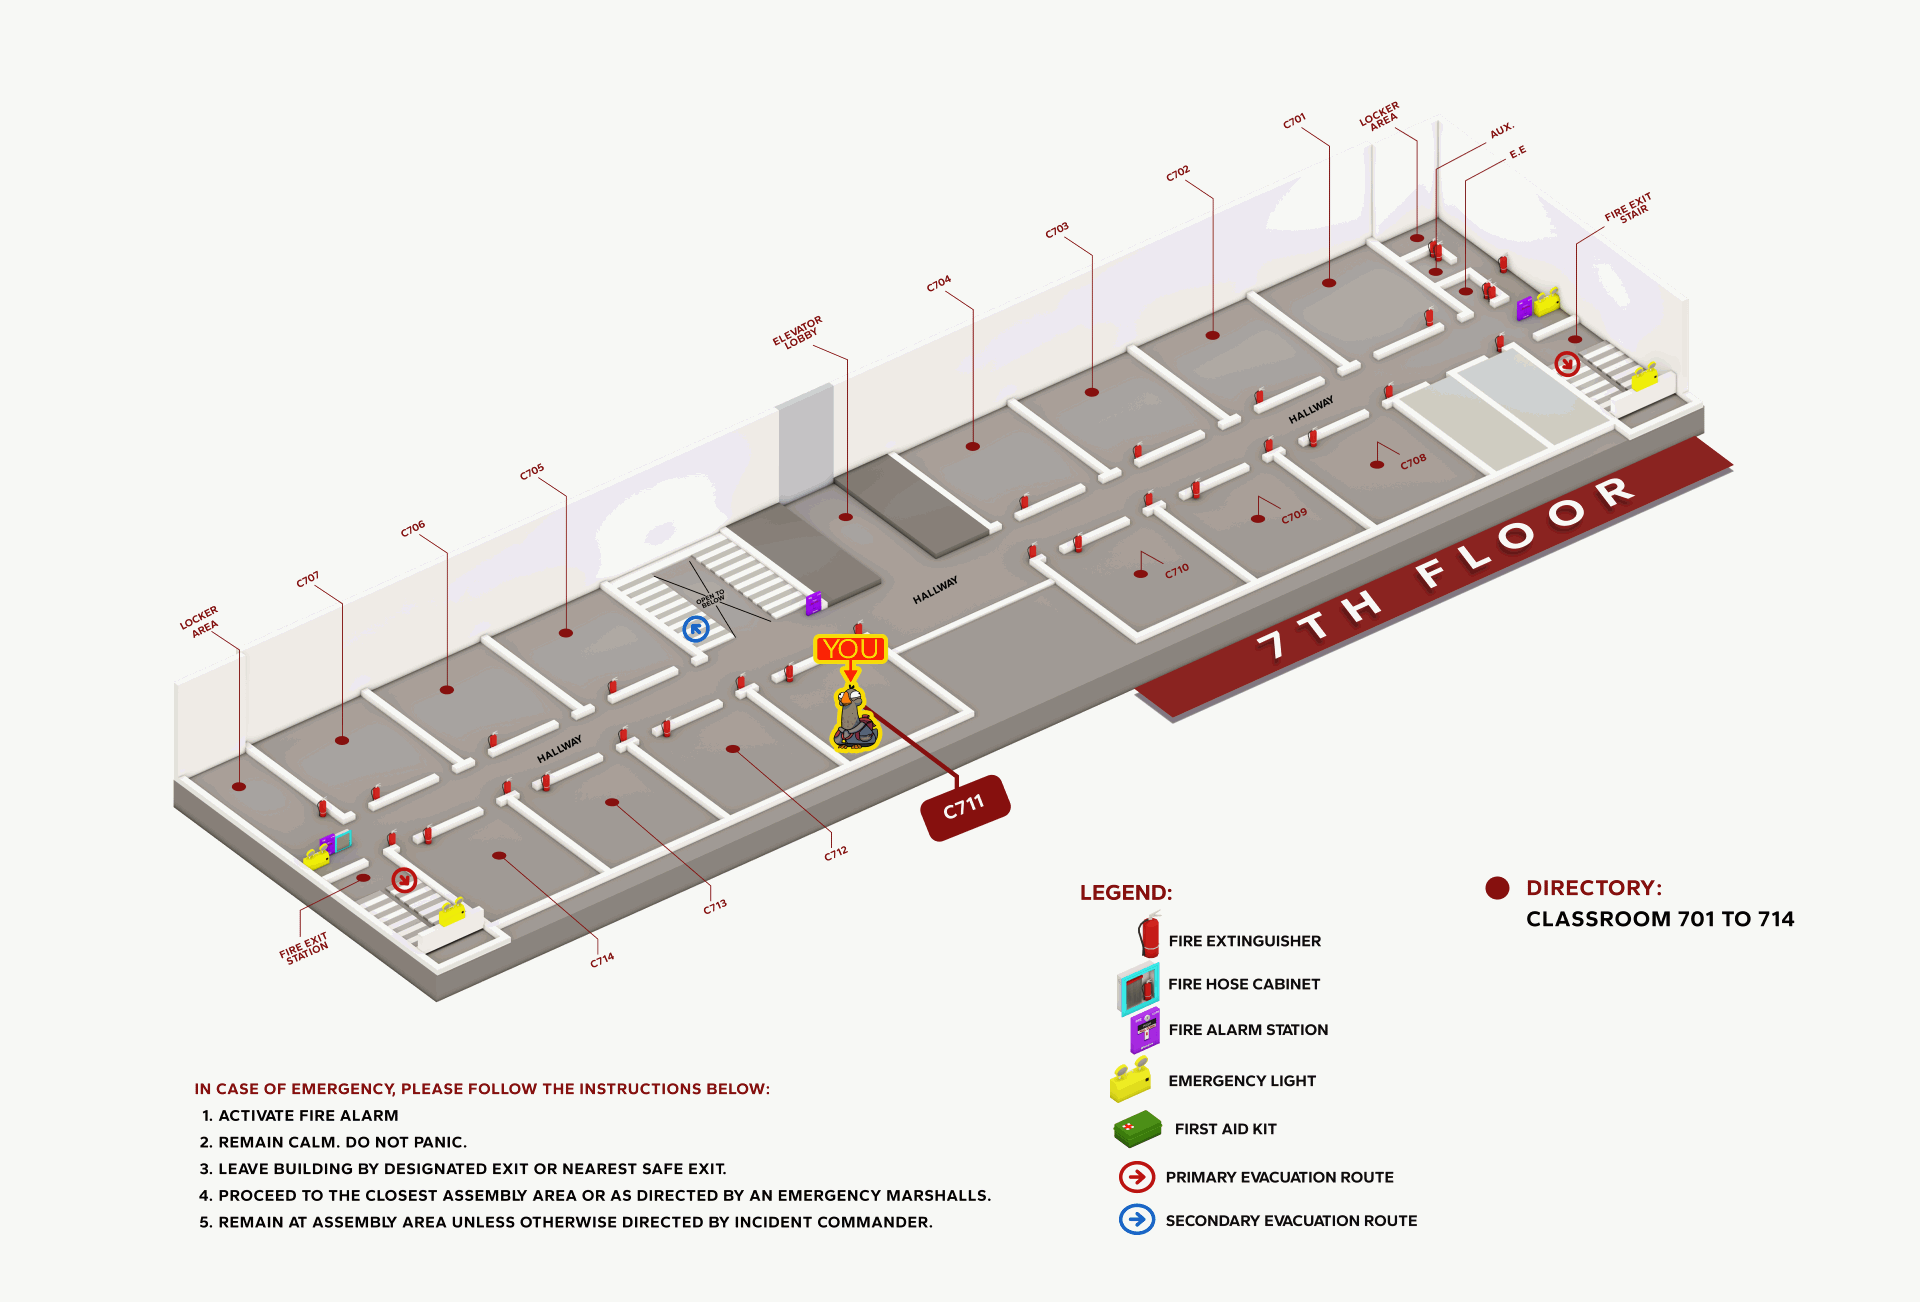 C701
LOCKER
AREA
AUX.
E.E
C702
FIRE EXIT
STAIR
C703
C704
ELEVATOR
LOBBY
C705
C706
C707
LOCKER
AREA
HALLWAY
C708
C709
C710
OPEN TO
BELOW
HALLWAY
YOU
HALLWAY
C711
C712
C713
C714
FIRE EXIT
STATION
7TH FLOOR
LEGEND:
FIRE EXTINGUISHER
FIRE HOSE CABINET
FIRE ALARM STATION
EMERGENCY LIGHT
FIRST AID KIT
PRIMARY EVACUATION ROUTE
SECONDARY EVACUATION ROUTE
DIRECTORY:
CLASSROOM 701 TO 714
IN CASE OF EMERGENCY, PLEASE FOLLOW THE INSTRUCTIONS BELOW:
1. ACTIVATE FIRE ALARM
2. REMAIN CALM. DO NOT PANIC.
3. LEAVE BUILDING BY DESIGNATED EXIT OR NEAREST SAFE EXIT.
4. PROCEED TO THE CLOSEST ASSEMBLY AREA OR AS DIRECTED BY AN EMERGENCY MARSHALLS.
5. REMAIN AT ASSEMBLY AREA UNLESS OTHERWISE DIRECTED BY INCIDENT COMMANDER.